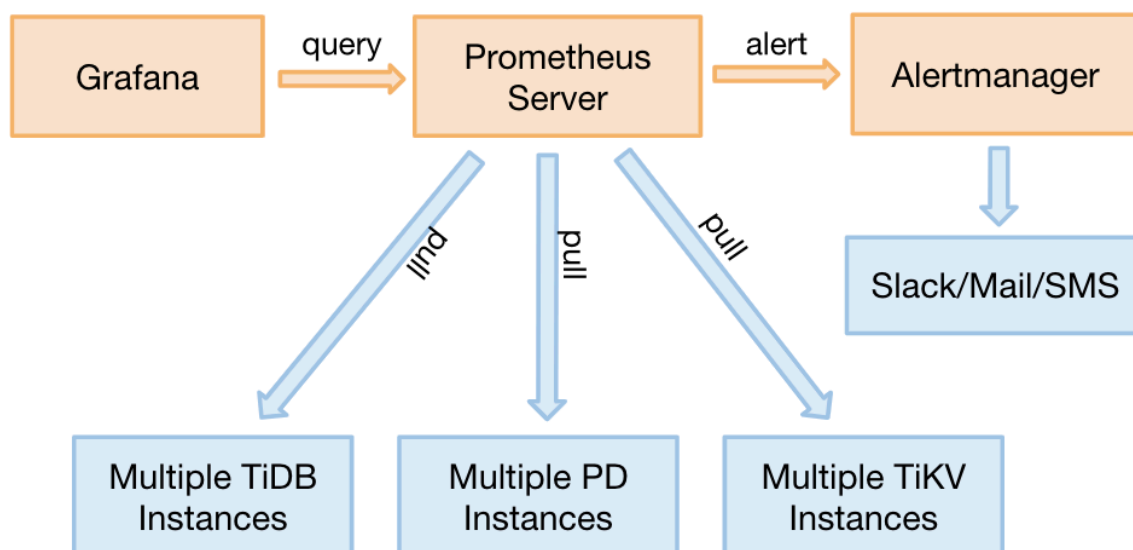 Grafana
query
Prometheus
Server
alert
Alertmanager
pull
pull
pull
Slack/Mail/SMS
Multiple TiDB
Instances
Multiple PD
Instances
Multiple TiKV
Instances